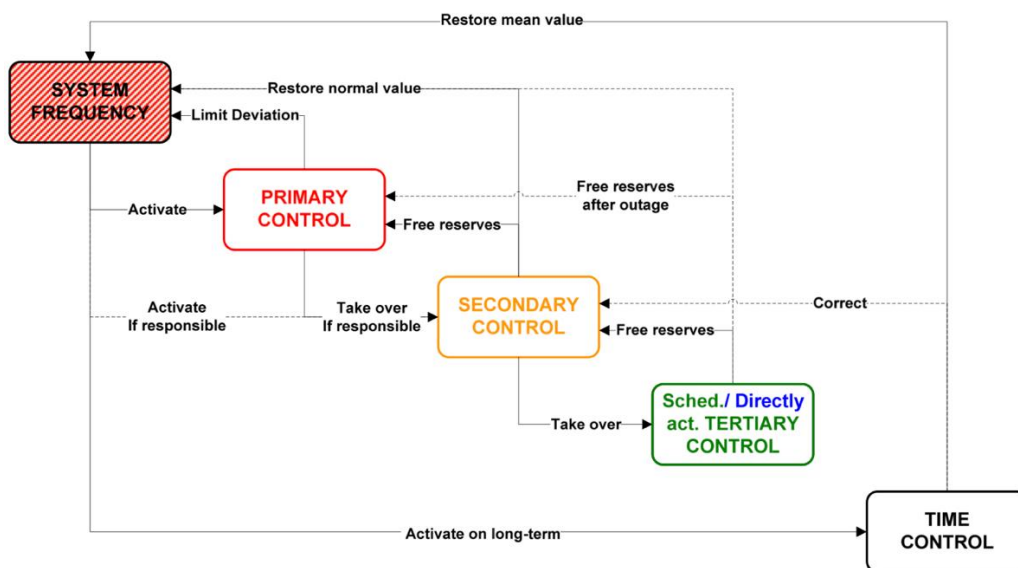 Restore mean value
SYSTEM
FREQUENCY
Restore normal value
Limit Deviation
PRIMARY
CONTROL
Free reserves
after outage
Activate
Free reserves
Activate
If responsible
Take over
If responsible
SECONDARY
CONTROL
Correct
Free reserves
Sched./ Directly
act. TERTIARY
CONTROL
Take over
TIME
CONTROL
Activate on long-term